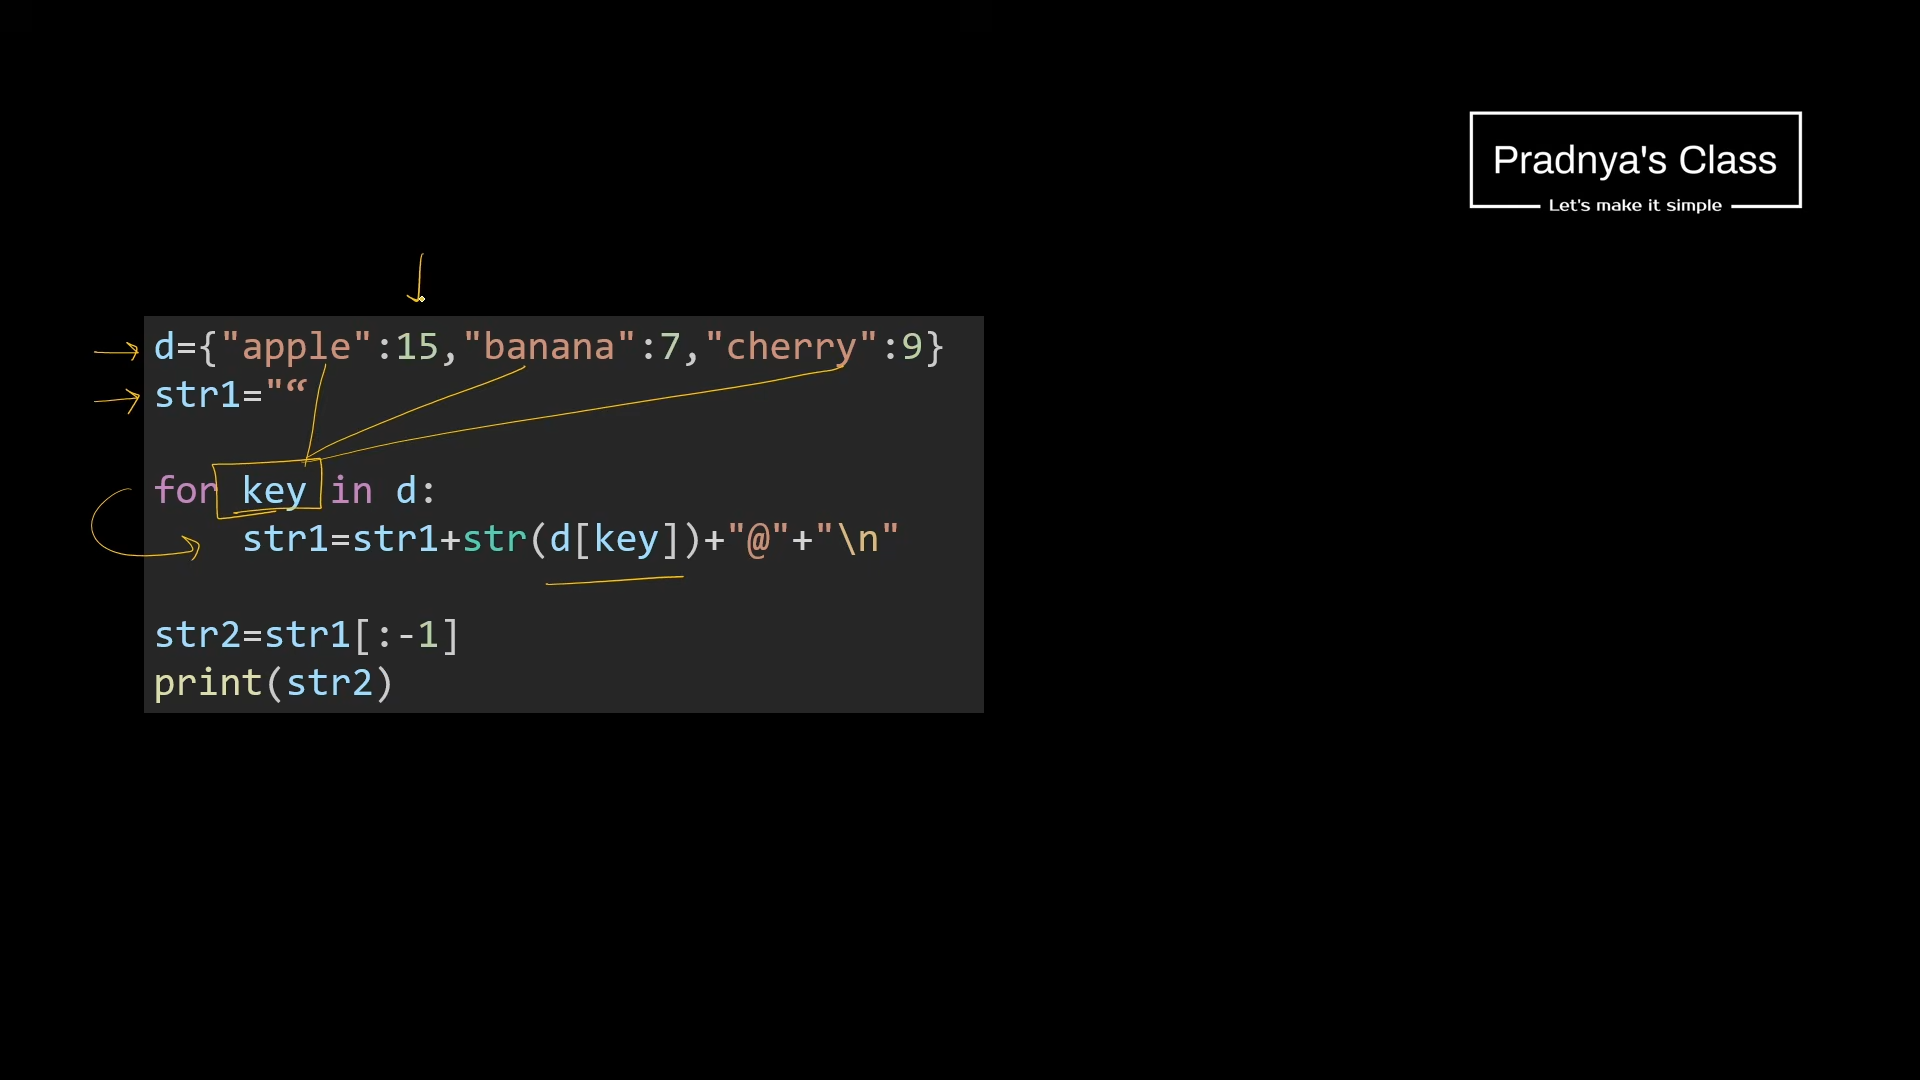 Pradnya's Class
Let's make it simple
d={"apple":15,"banana":7,"cherry":9}
str1="“
for key in d:
    str1=str1+str(d[key])+"@"+"\n"
str2=str1[:-1]
print(str2)